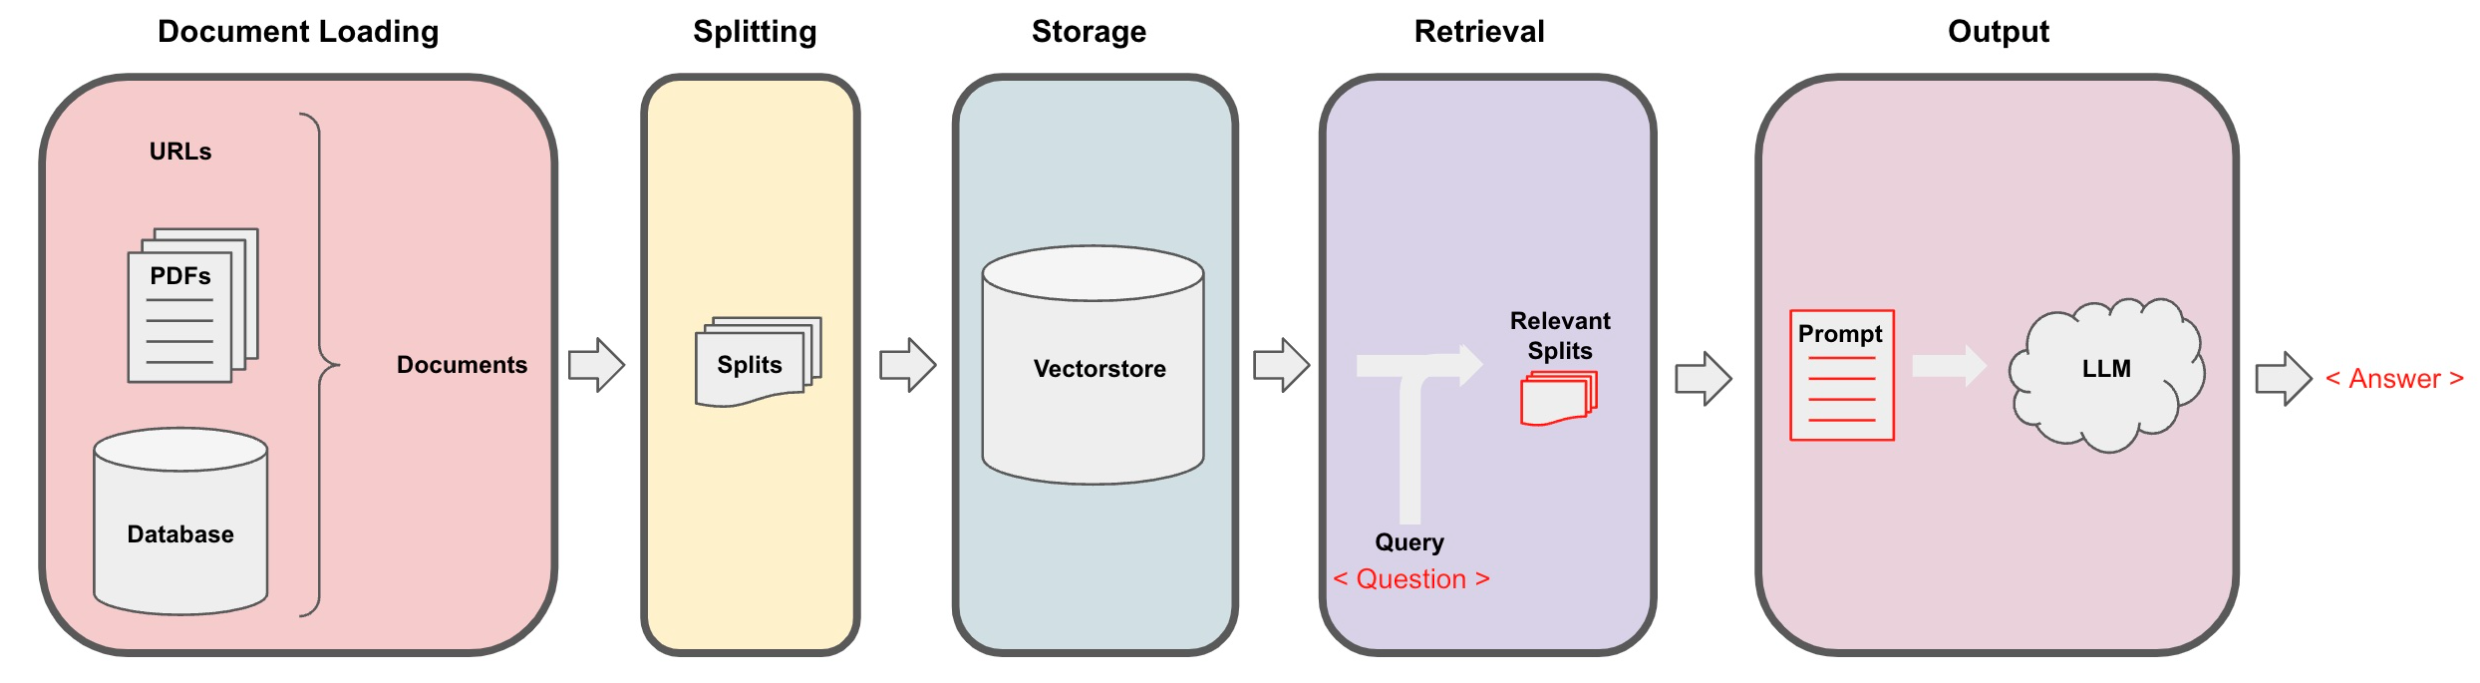 Document Loading
Splitting
Storage
Retrieval
Output
URLs
PDFs
Database
Documents
Splits
Vectorstore
Relevant
Splits
Query
< Question >
Prompt
LLM
< Answer >